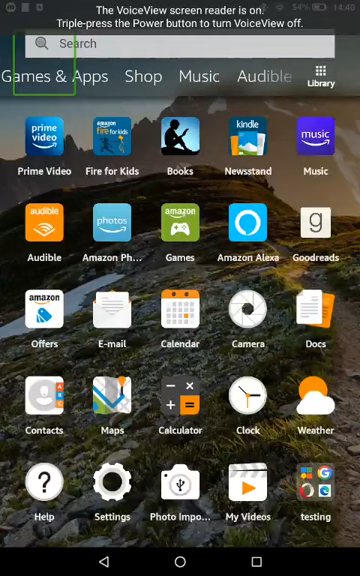 The VoiceView screen reader is on.
Triple-press the Power button to turn VoiceView off.
54% 14:40
Search
Games & Apps Shop Music Audible Library
prime video
amazon fire for kids
kindle
music
Prime Video Fire for Kids Books Newsstand Music
audible
amazon photos
amazon
g
Audible Amazon Ph... Games Amazon Alexa Goodreads
amazon
Offers E-mail Calendar Camera Docs
Contacts Maps Calculator Clock Weather
?
Help Settings Photo Impo... My Videos testing